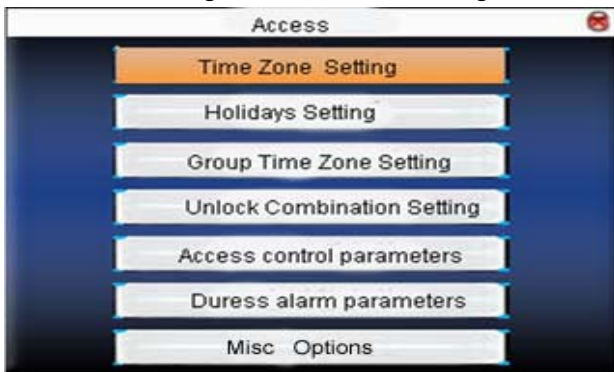 Access
Time Zone Setting
Holidays Setting
Group Time Zone Setting
Unlock Combination Setting
Access control parameters
Duress alarm parameters
Misc Options